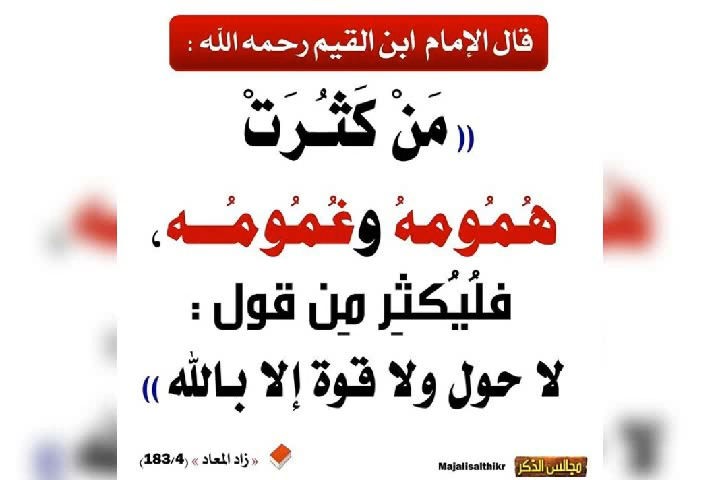 قال الإمام ابن القيم رحمه الله :
(( مَنْ كَثُرَتْ
هُمُومهُ وغُمُومُه ،
فلُيُكثِر مِن قول :
لا حول ولا قوة إلا بالله ))
« زاد المعاد » (183/4)
Majalisalthikr
مجالس الذكر